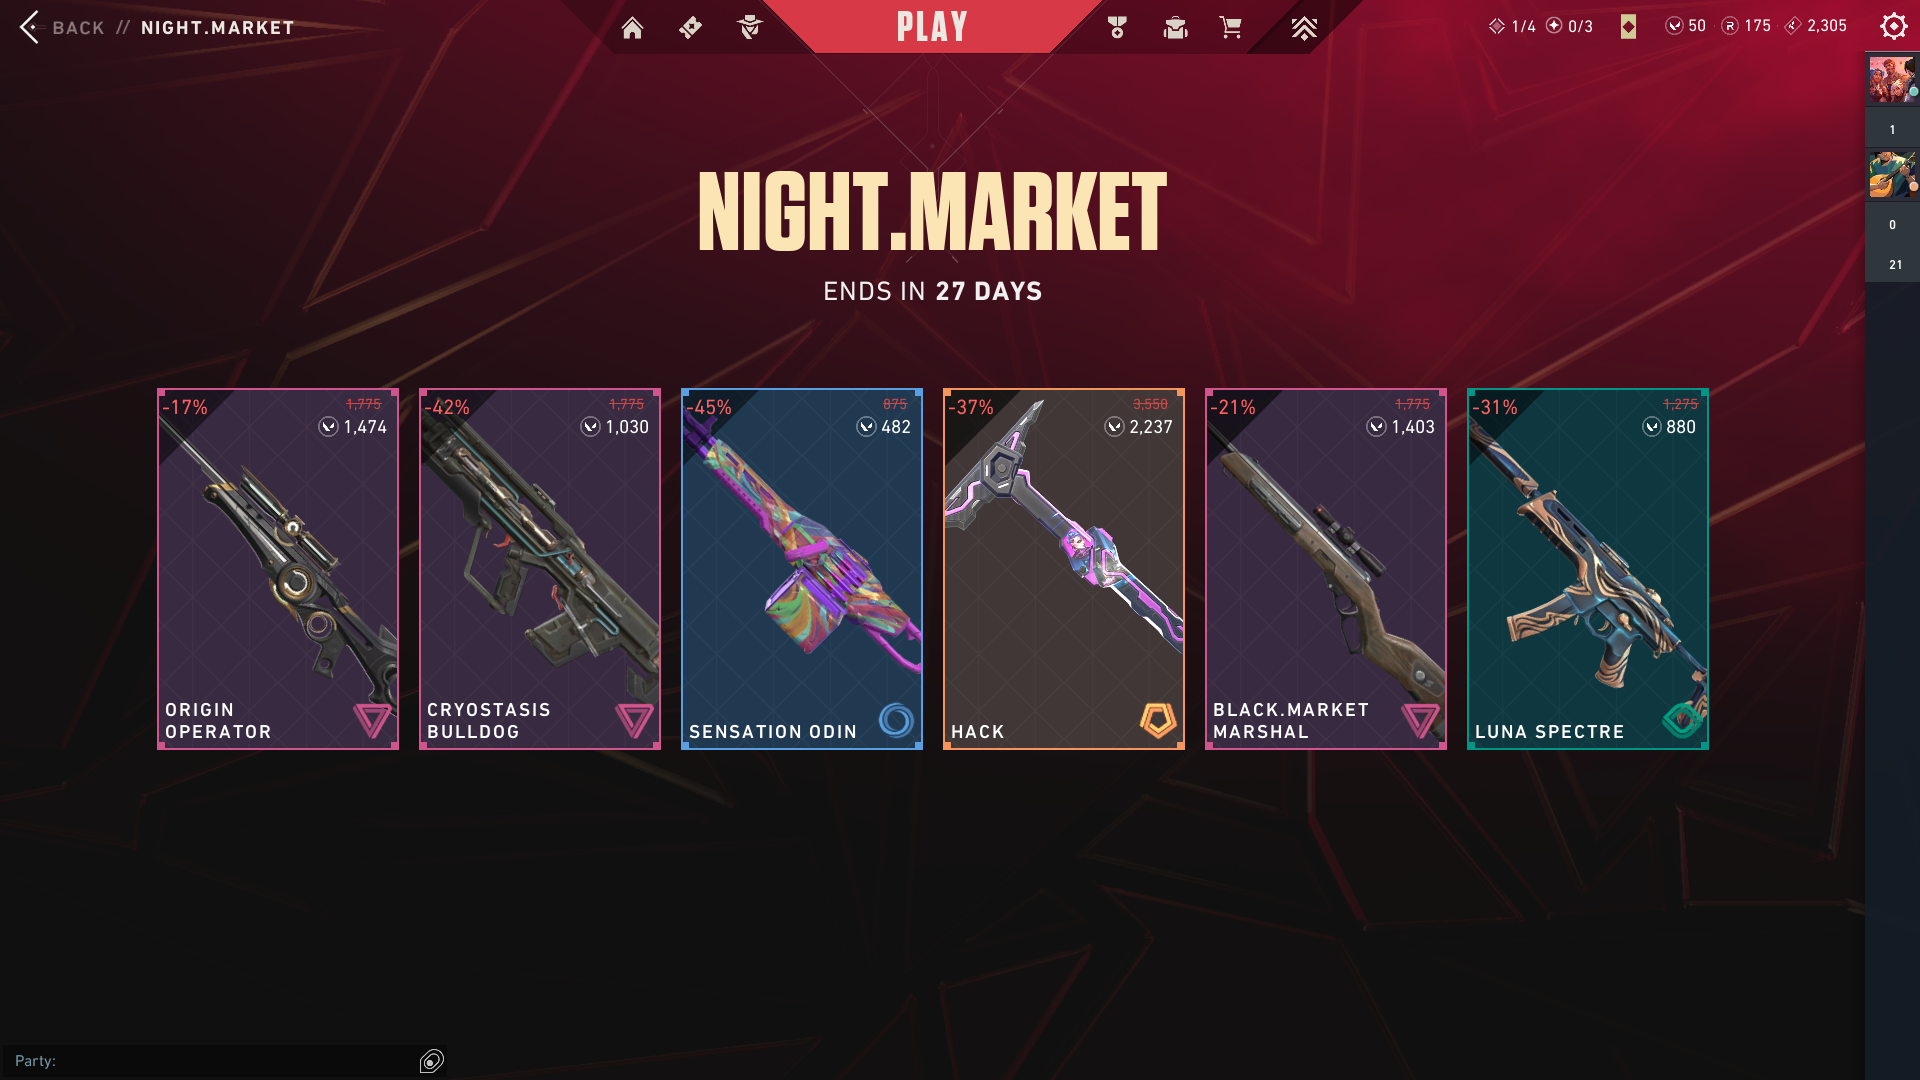 BACK // NIGHT.MARKET
PLAY
1/4 0/3 50 R 175 2,305
1
0
21
NIGHT.MARKET
ENDS IN 27 DAYS
-17% 1,775
1,474
ORIGIN
OPERATOR
-42% 1,775
1,030
CRYOSTASIS
BULLDOG
-45% 875
482
SENSATION ODIN
-37% 3,550
2,237
HACK
-21% 1,775
1,403
BLACK.MARKET
MARSHAL
-31% 1,275
880
LUNA SPECTRE
Party: